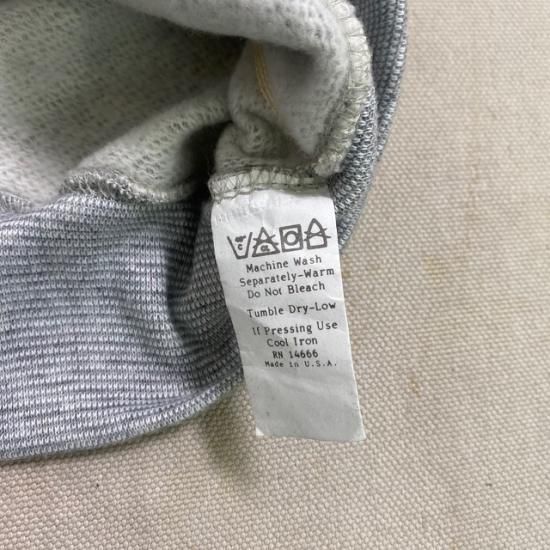 Machine Wash
Separately-Warm
Do Not Bleach
Tumble Dry-Low
If Pressing Use
Cool Iron
RN 14666
Made in U.S.A.